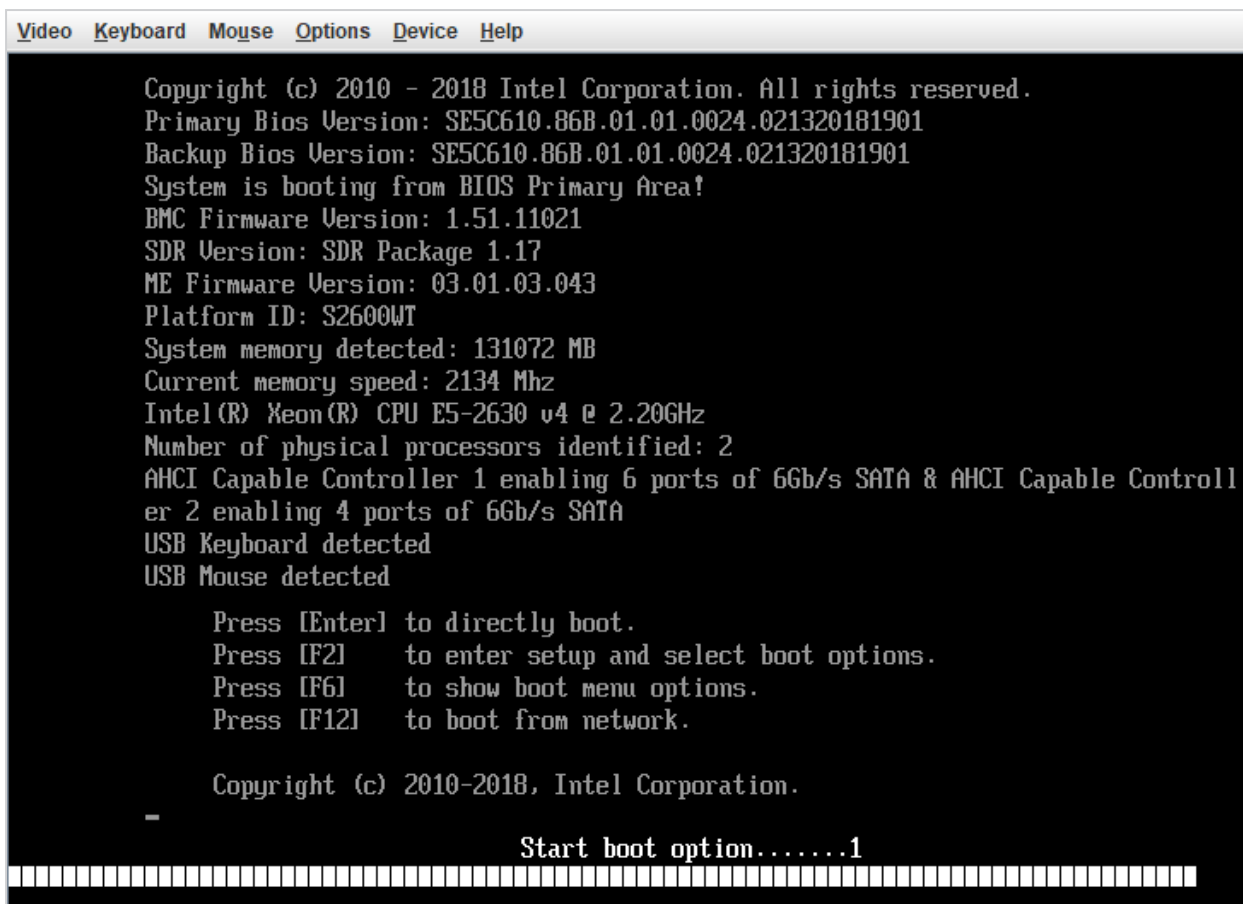 Video Keyboard Mouse Options Device Help
Copyright (c) 2010 - 2018 Intel Corporation. All rights reserved.
Primary Bios Version: SE5C610.86B.01.01.0024.021320181901
Backup Bios Version: SE5C610.86B.01.01.0024.021320181901
System is booting from BIOS Primary Area!
BMC Firmware Version: 1.51.11021
SDR Version: SDR Package 1.17
ME Firmware Version: 03.01.03.043
Platform ID: S2600WT
System memory detected: 131072 MB
Current memory speed: 2134 Mhz
Intel(R) Xeon(R) CPU E5-2630 v4 @ 2.20GHz
Number of physical processors identified: 2
AHCI Capable Controller 1 enabling 6 ports of 6Gb/s SATA & AHCI Capable Controll
er 2 enabling 4 ports of 6Gb/s SATA
USB Keyboard detected
USB Mouse detected
Press [Enter] to directly boot.
Press [F2] to enter setup and select boot options.
Press [F6] to show boot menu options.
Press [F12] to boot from network.
Copyright (c) 2010-2018, Intel Corporation.
Start boot option.......1